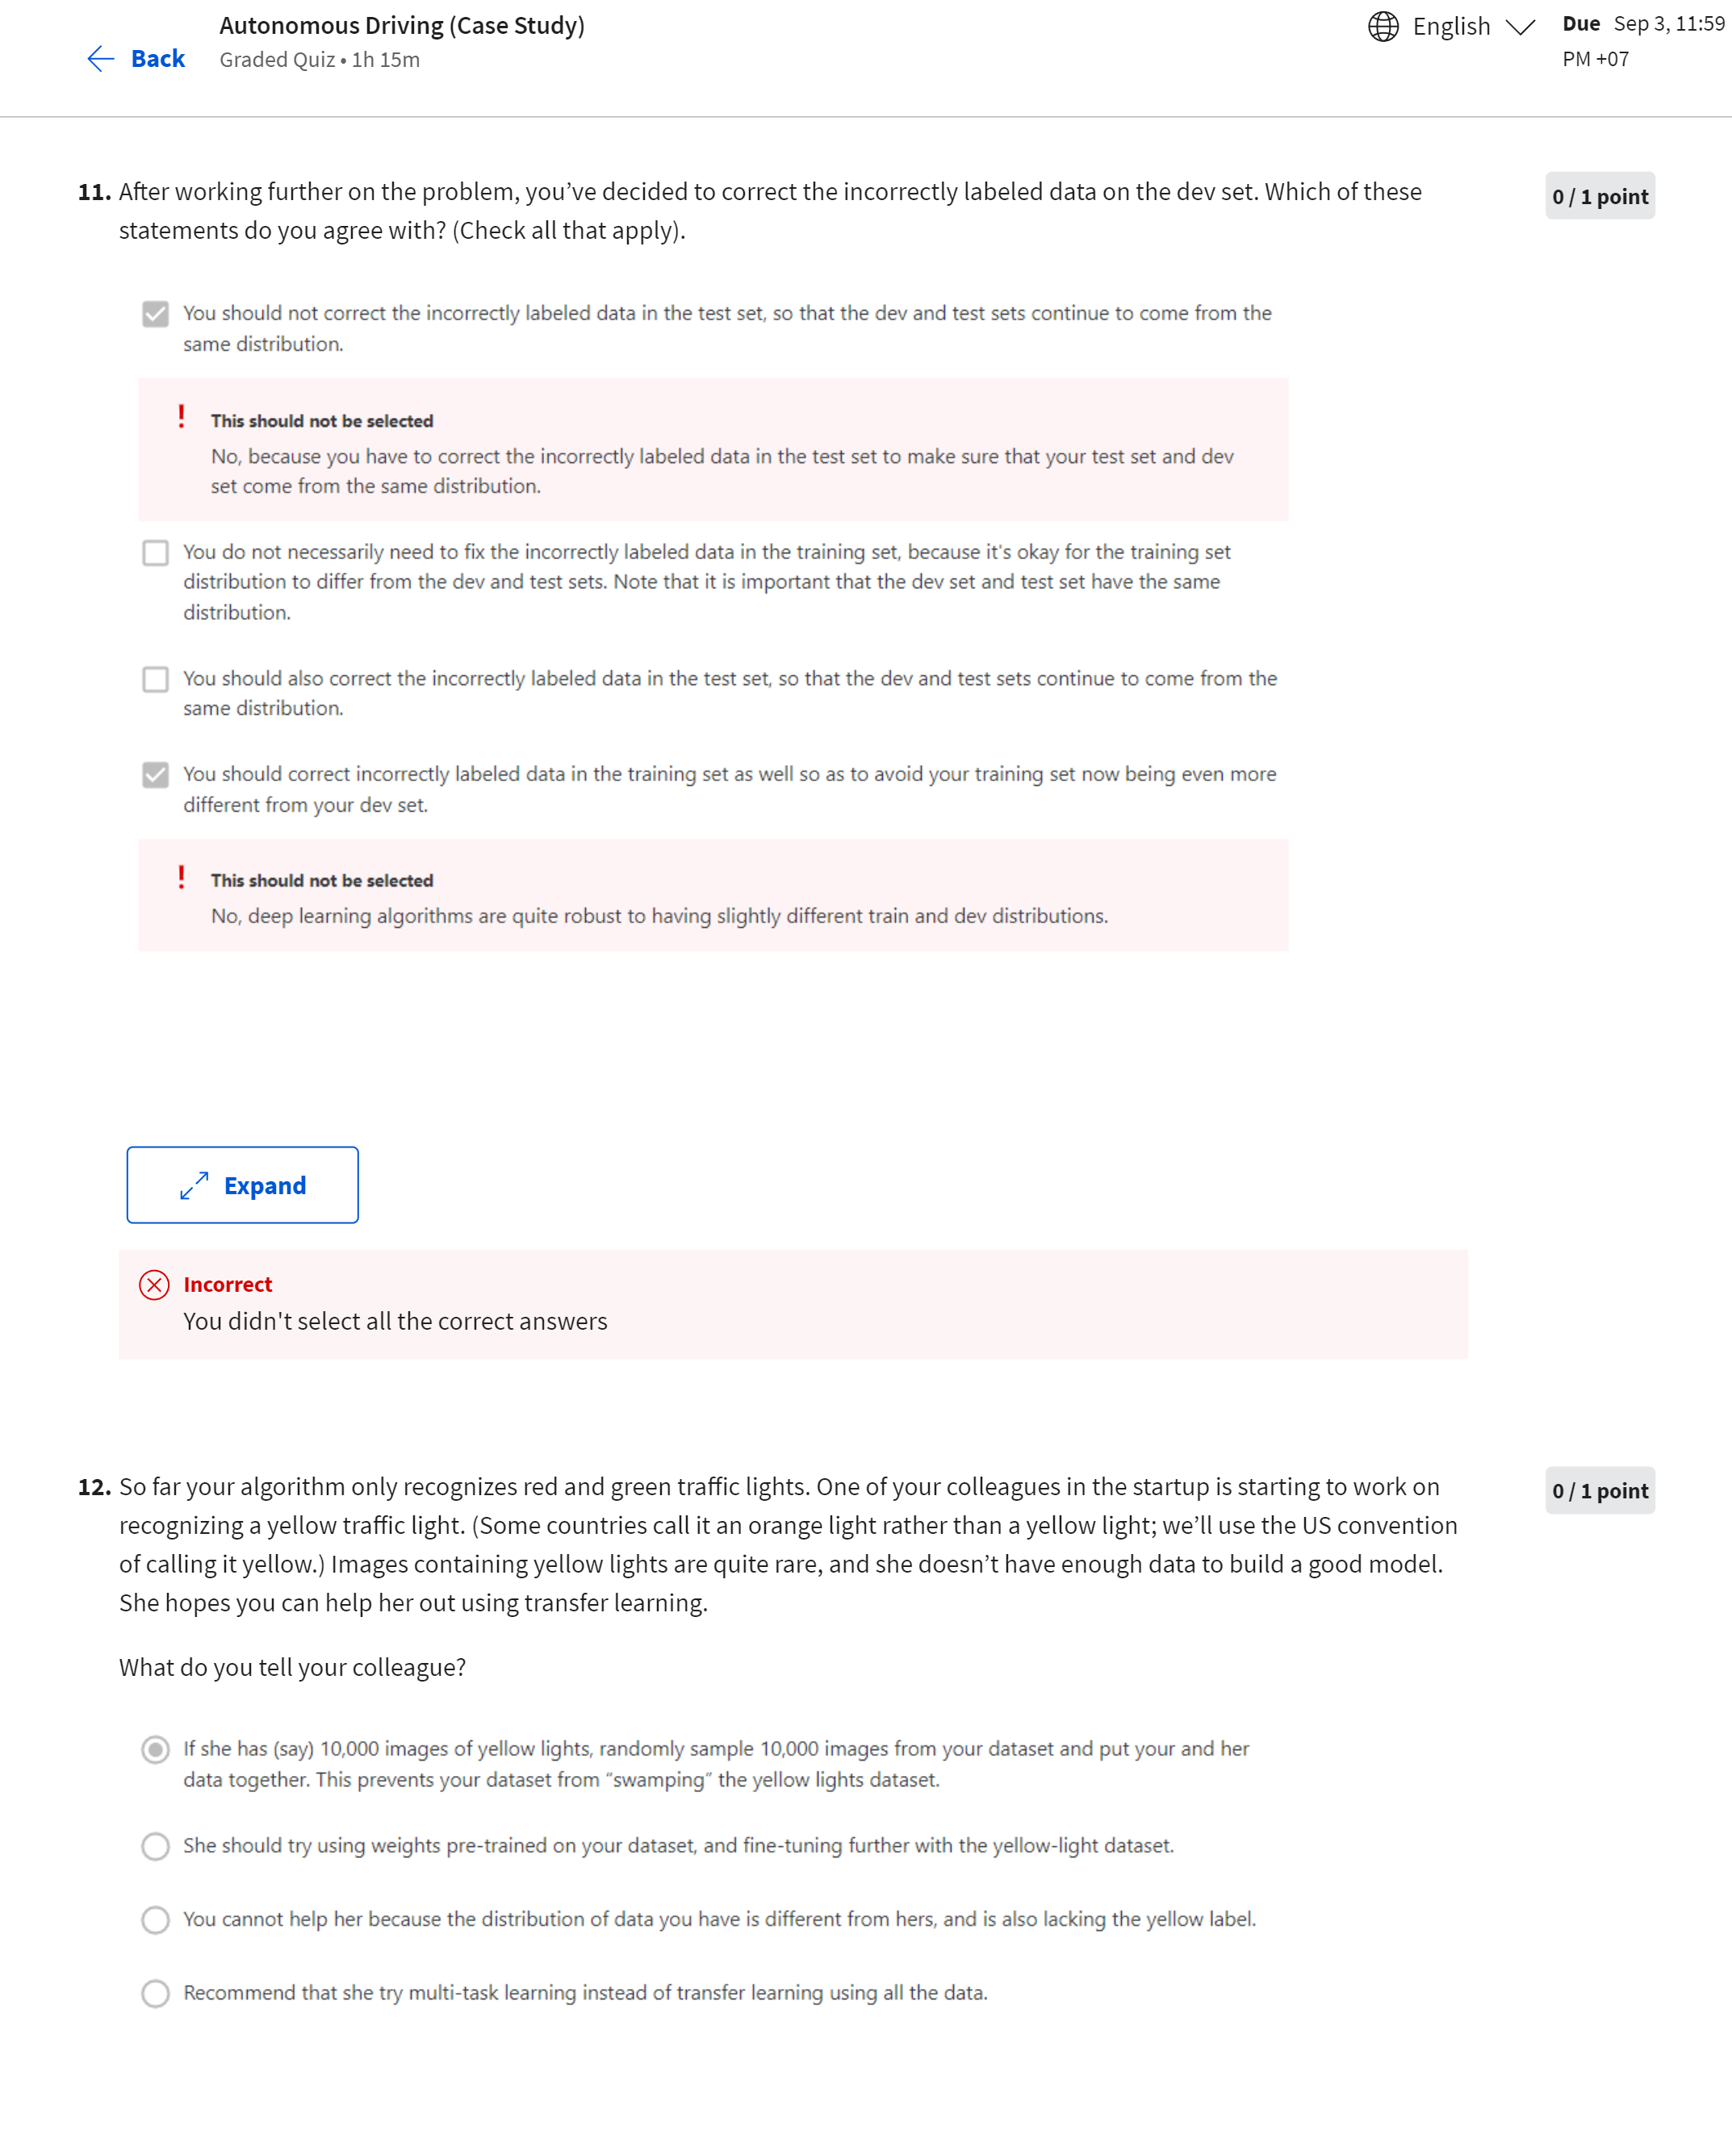 Back
Autonomous Driving (Case Study)
Graded Quiz • 1h 15m
English
Due Sep 3, 11:59
PM +07
11. After working further on the problem, you’ve decided to correct the incorrectly labeled data on the dev set. Which of these
statements do you agree with? (Check all that apply).
0 / 1 point
You should not correct the incorrectly labeled data in the test set, so that the dev and test sets continue to come from the
same distribution.
! This should not be selected
No, because you have to correct the incorrectly labeled data in the test set to make sure that your test set and dev
set come from the same distribution.
You do not necessarily need to fix the incorrectly labeled data in the training set, because it's okay for the training set
distribution to differ from the dev and test sets. Note that it is important that the dev set and test set have the same
distribution.
You should also correct the incorrectly labeled data in the test set, so that the dev and test sets continue to come from the
same distribution.
You should correct incorrectly labeled data in the training set as well so as to avoid your training set now being even more
different from your dev set.
! This should not be selected
No, deep learning algorithms are quite robust to having slightly different train and dev distributions.
Expand
Incorrect
You didn't select all the correct answers
12. So far your algorithm only recognizes red and green traffic lights. One of your colleagues in the startup is starting to work on
recognizing a yellow traffic light. (Some countries call it an orange light rather than a yellow light; we’ll use the US convention
of calling it yellow.) Images containing yellow lights are quite rare, and she doesn’t have enough data to build a good model.
She hopes you can help her out using transfer learning.
0 / 1 point
What do you tell your colleague?
If she has (say) 10,000 images of yellow lights, randomly sample 10,000 images from your dataset and put your and her
data together. This prevents your dataset from “swamping” the yellow lights dataset.
She should try using weights pre-trained on your dataset, and fine-tuning further with the yellow-light dataset.
You cannot help her because the distribution of data you have is different from hers, and is also lacking the yellow label.
Recommend that she try multi-task learning instead of transfer learning using all the data.